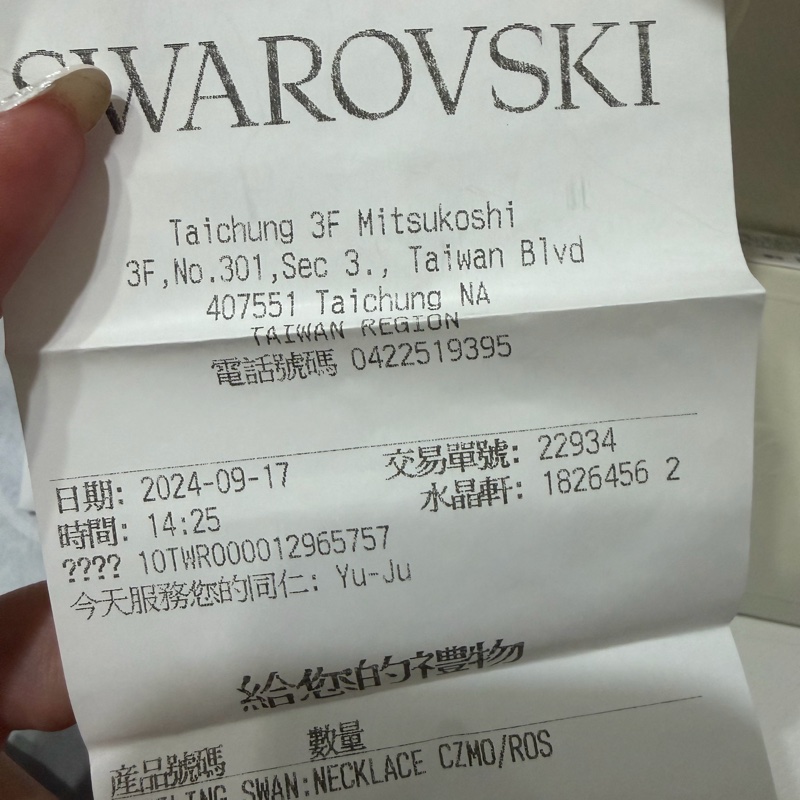 SWAROVSKI
Taichung 3F Mitsukoshi
3F,No.301,Sec 3., Taiwan Blvd
407551 Taichung NA
TAIWAN REGION
電話號碼 0422519395
日期: 2024-09-17 交易單號: 22934
時間: 14:25 水晶軒: 1826456 2
???? 10TWR000012965757
今天服務您的同仁: Yu-Ju
給您的禮物
産品號碼 數量
SWAN:NECKLACE CZMO/ROS